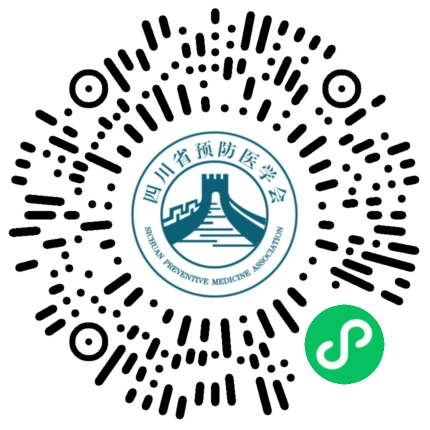 四川省预防医学会
SICHUAN PREVENTIVE MEDICINE ASSOCIATION